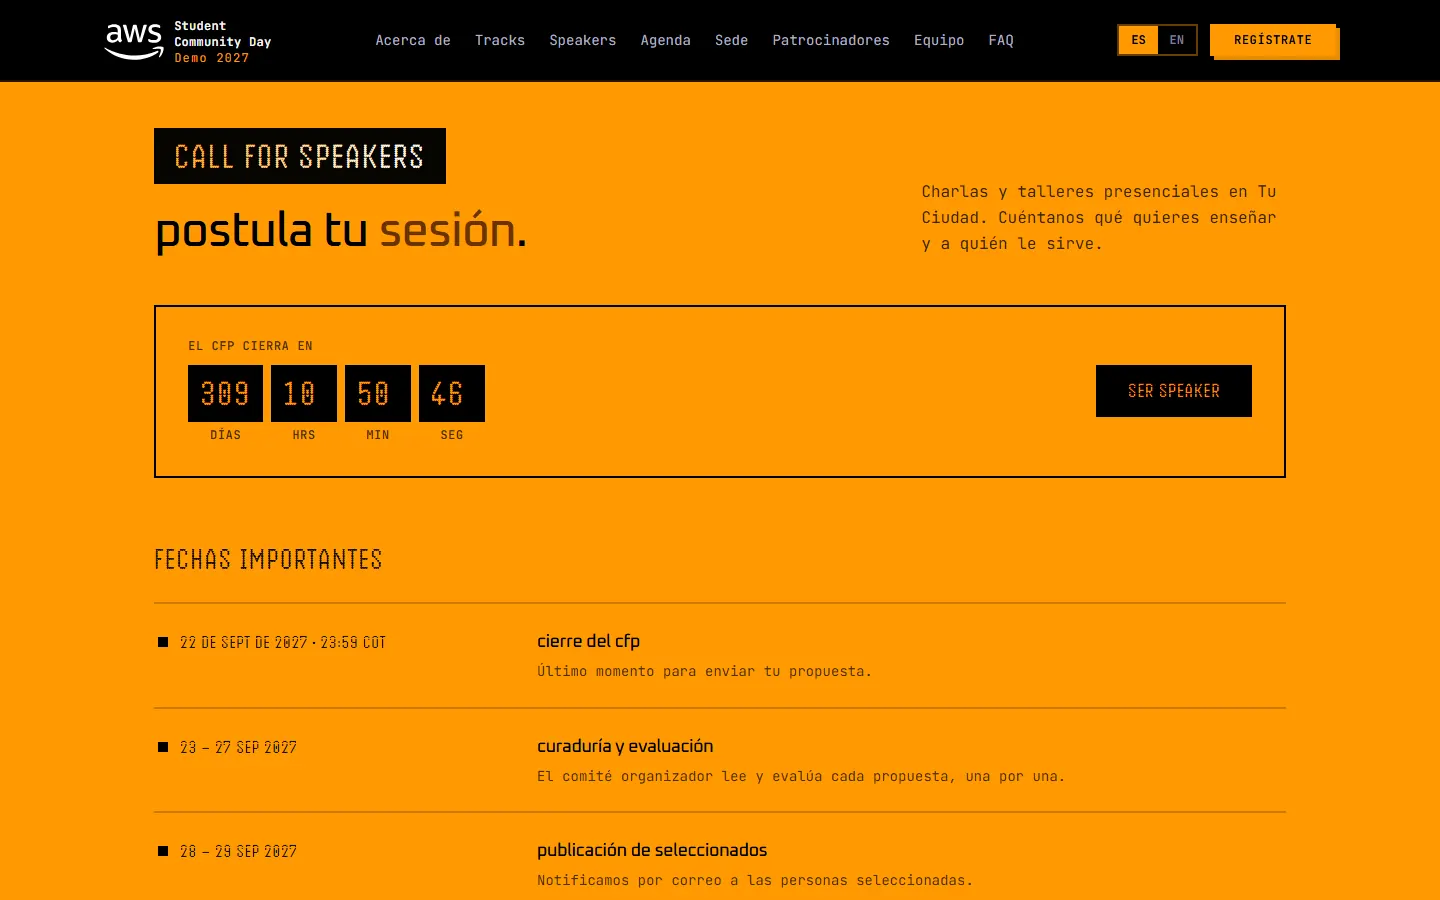 aws
Student
Community Day
Demo 2027
Acerca de Tracks Speakers Agenda Sede Patrocinadores Equipo FAQ
ES EN REGÍSTRATE
CALL FOR SPEAKERS
postula tu sesión.
Charlas y talleres presenciales en Tu
Ciudad. Cuéntanos qué quieres enseñar
y a quién le sirve.
EL CFP CIERRA EN
309 10 50 46
DÍAS HRS MIN SEG
SER SPEAKER
FECHAS IMPORTANTES
22 DE SEPT DE 2027 · 23:59 COT
cierre del cfp
Último momento para enviar tu propuesta.
23 – 27 SEP 2027
curaduría y evaluación
El comité organizador lee y evalúa cada propuesta, una por una.
28 – 29 SEP 2027
publicación de seleccionados
Notificamos por correo a las personas seleccionadas.